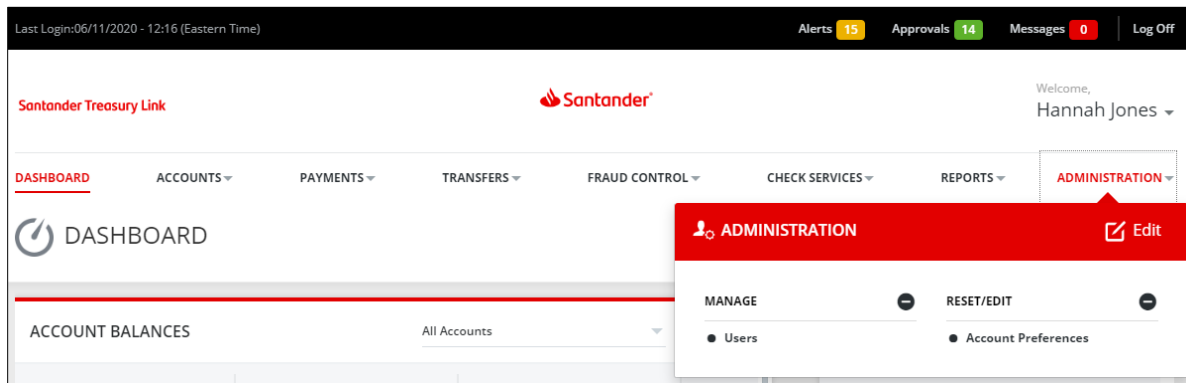 Last Login:06/11/2020 - 12:16 (Eastern Time) Alerts 15 Approvals 14 Messages 0 Log Off
Santander Treasury Link
Santander
Welcome,
Hannah Jones
DASHBOARD ACCOUNTS PAYMENTS TRANSFERS FRAUD CONTROL CHECK SERVICES REPORTS ADMINISTRATION
DASHBOARD
ADMINISTRATION Edit
MANAGE RESET/EDIT
Users Account Preferences
ACCOUNT BALANCES All Accounts